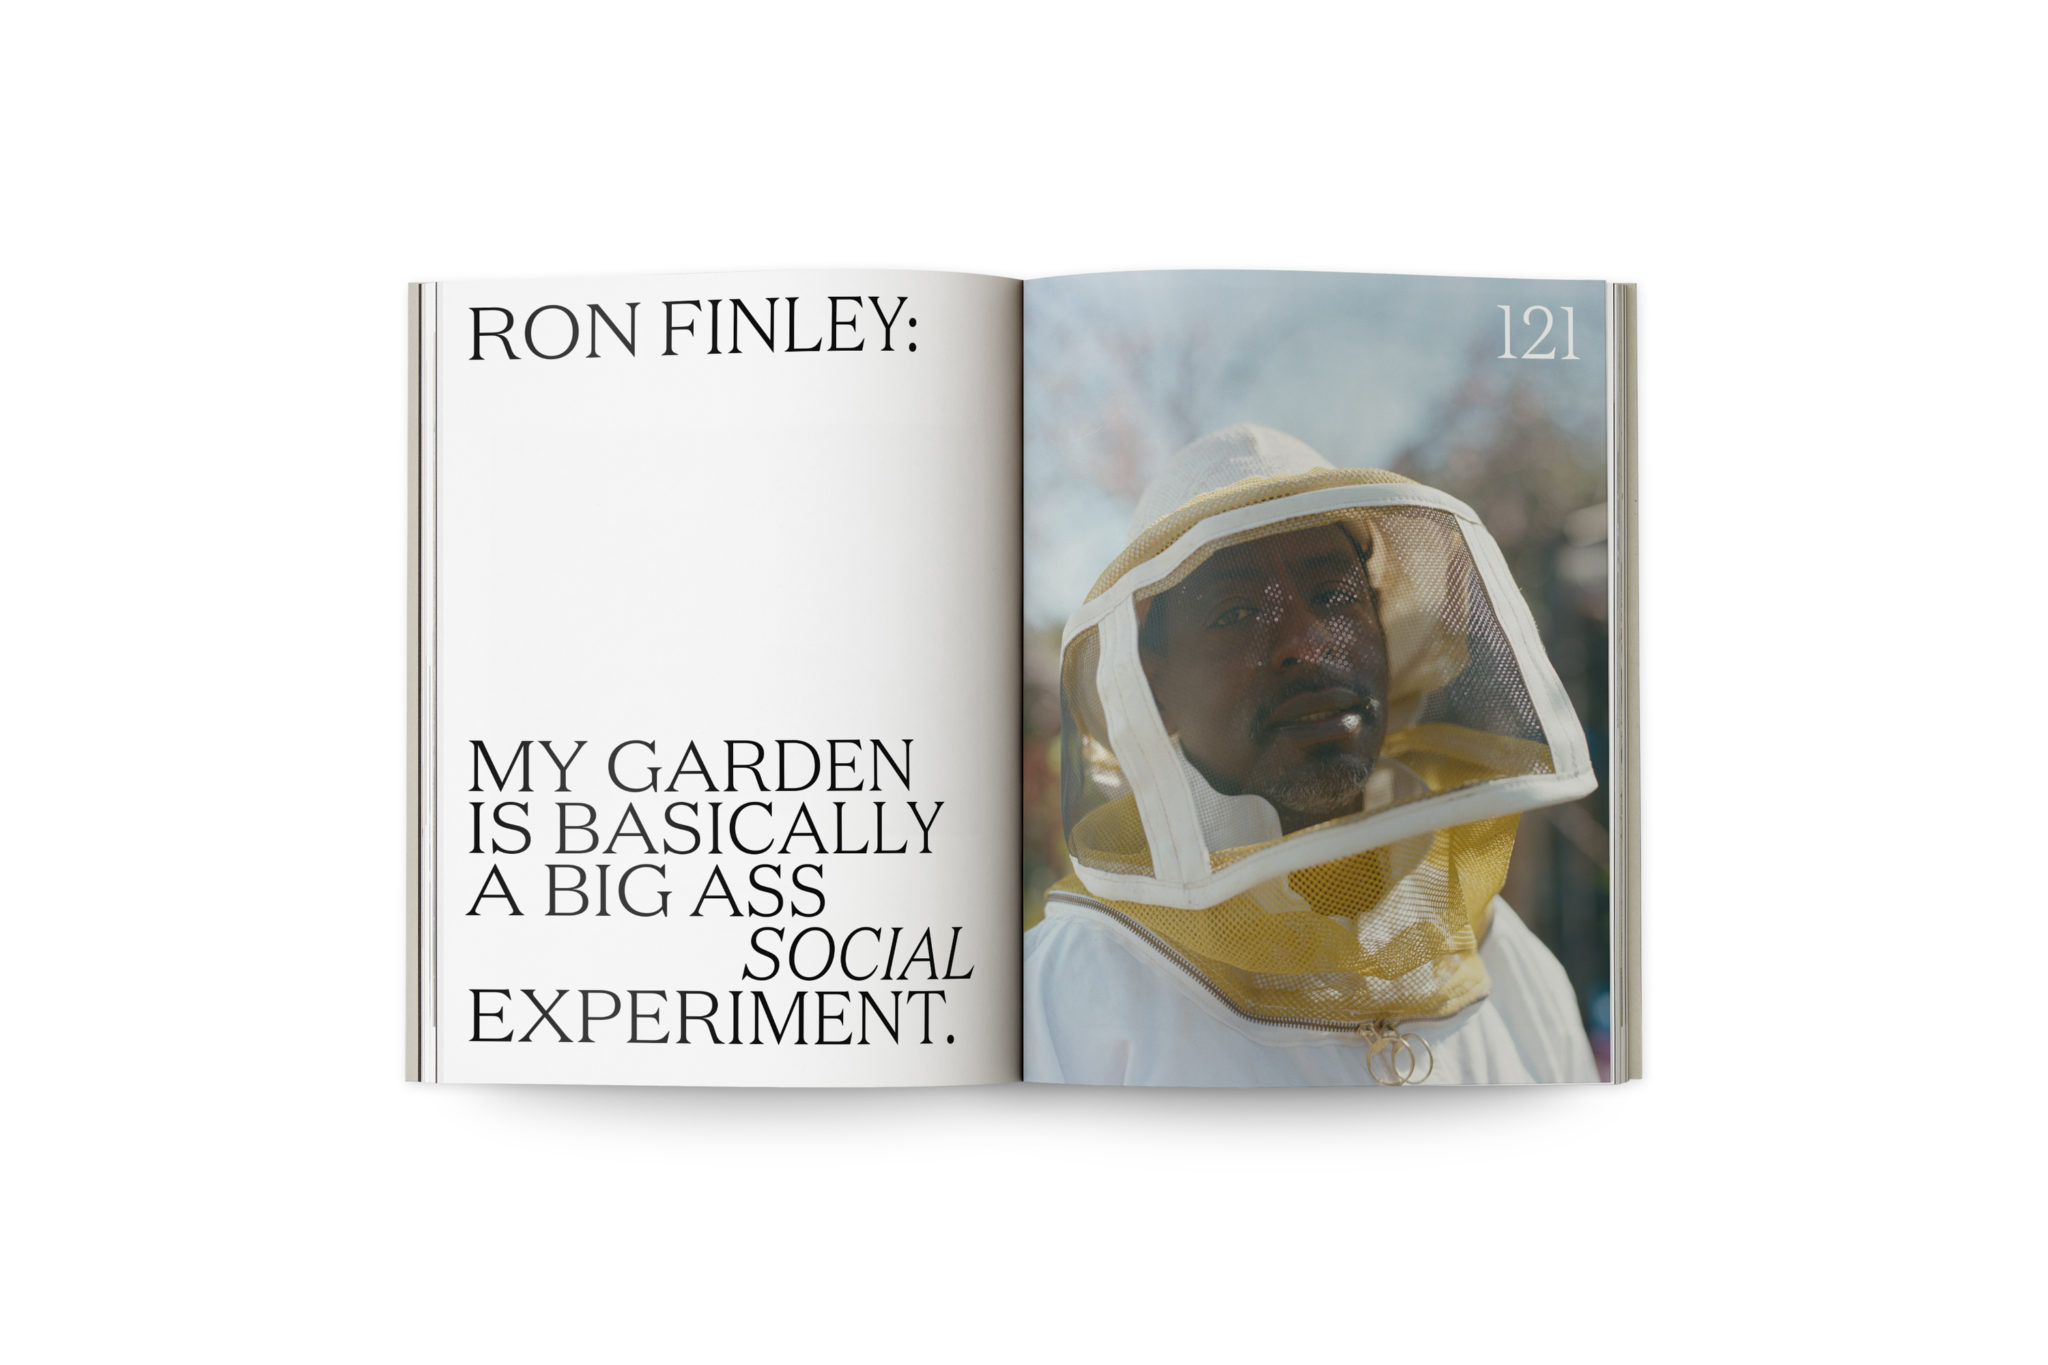 RON FINLEY:
MY GARDEN
IS BASICALLY
A BIG ASS
SOCIAL
EXPERIMENT.
121